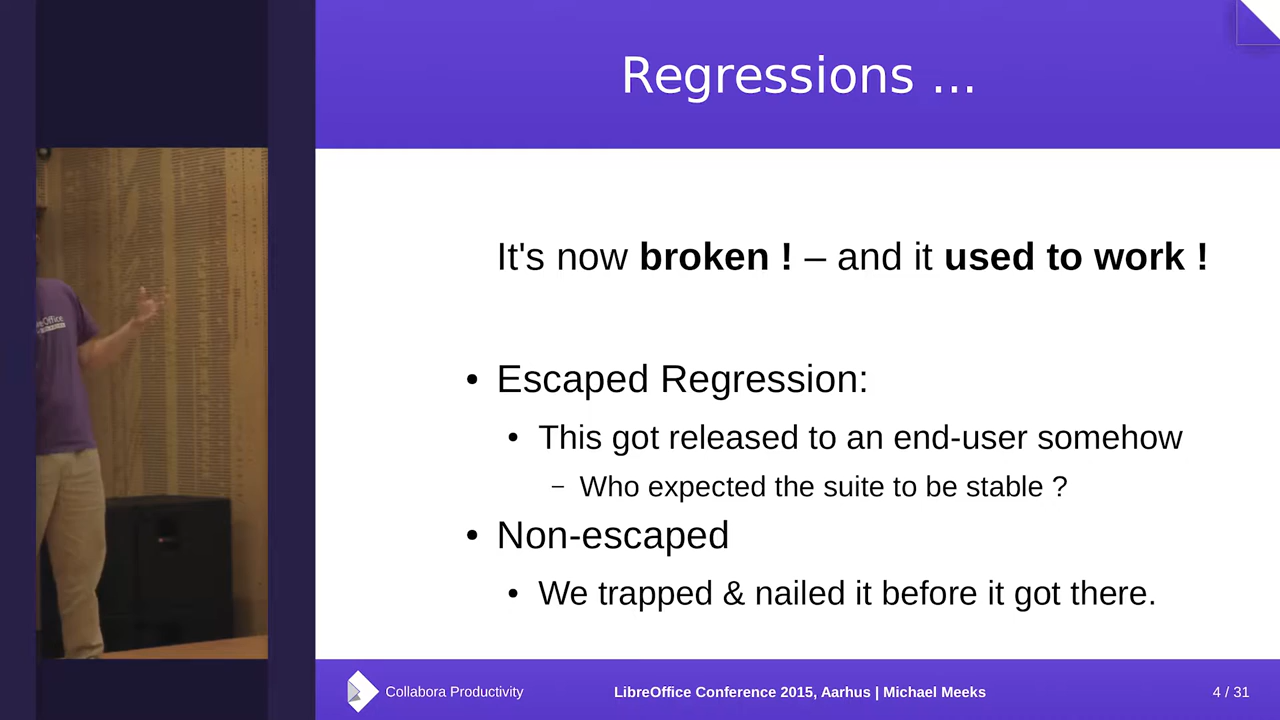 Regressions ...
It's now broken ! – and it used to work !
• Escaped Regression:
• This got released to an end-user somehow
– Who expected the suite to be stable ?
• Non-escaped
• We trapped & nailed it before it got there.
Collabora Productivity
LibreOffice Conference 2015, Aarhus | Michael Meeks
4 / 31